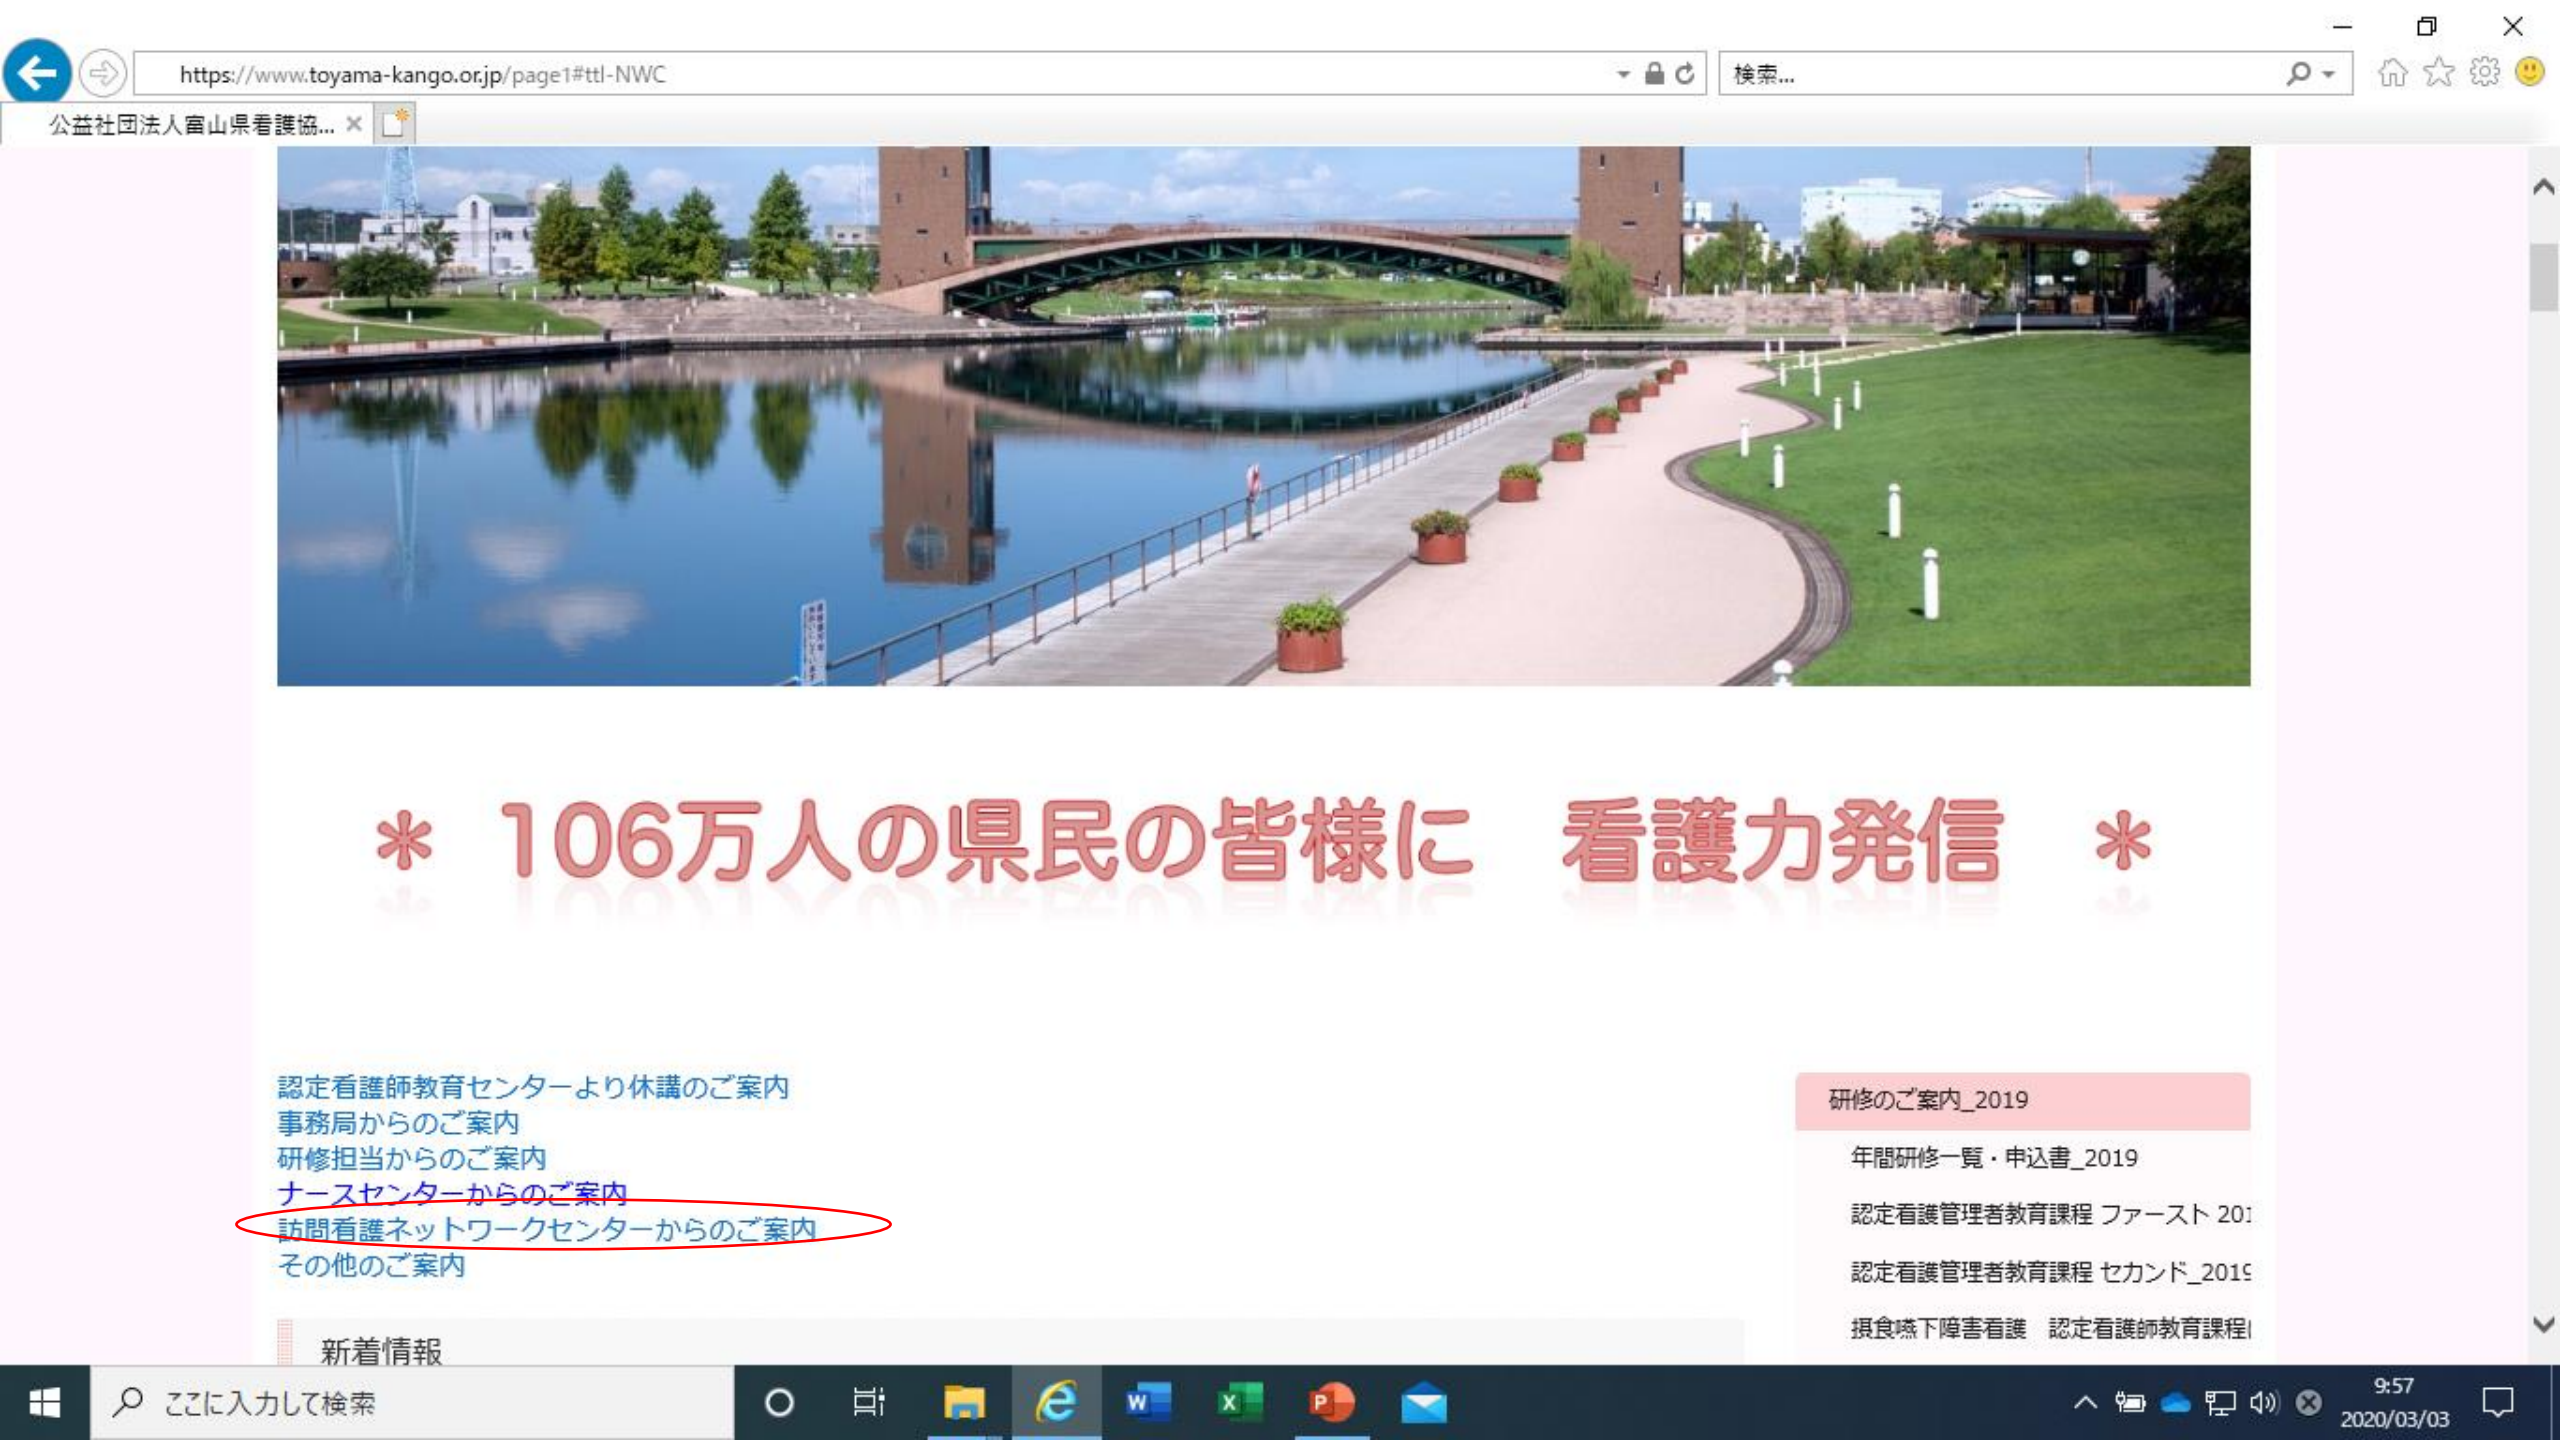 https://www.toyama-kango.or.jp/page1#ttl-NWC
検索...
公益社団法人富山県看護協...
＊ 106万人の県民の皆様に 看護力発信 ＊
認定看護師教育センターより休講のご案内
事務局からのご案内
研修担当からのご案内
ナースセンターからのご案内
訪問看護ネットワークセンターからのご案内
その他のご案内
新着情報
研修のご案内_2019
年間研修一覧・申込書_2019
認定看護管理者教育課程 ファースト 201
認定看護管理者教育課程 セカンド_2019
摂食嚥下障害看護 認定看護師教育課程
ここに入力して検索
9:57
2020/03/03